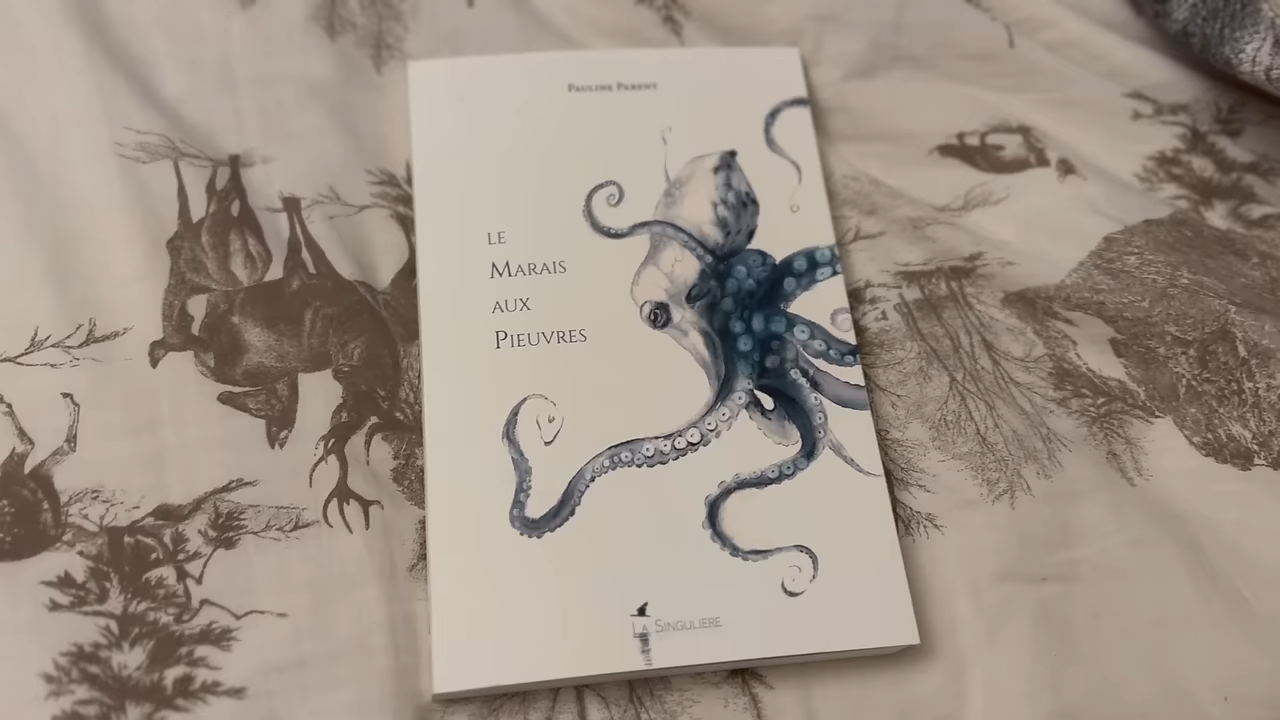 Pauline Parent
LE
MARAIS
AUX
PIEUVRES
LA SINGULIÈRE